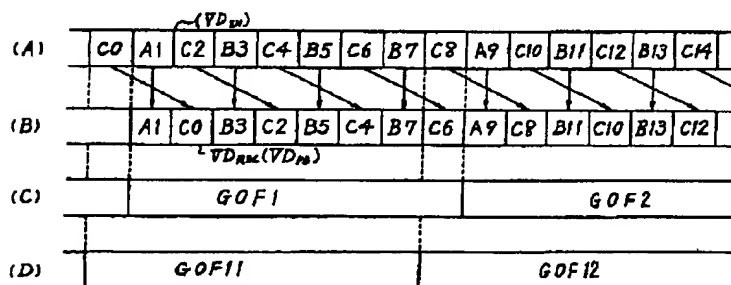 (VD_IN)
(A) C0 A1 C2 B3 C4 B5 C6 B7 C8 A9 C10 B11 C12 B13 C14
(B) A1 C0 B3 C2 B5 C4 B7 C6 A9 C8 B11 C10 B13 C12
VD_REC(VD_PB)
(C) GOF1 GOF2
(D) GOF11 GOF12